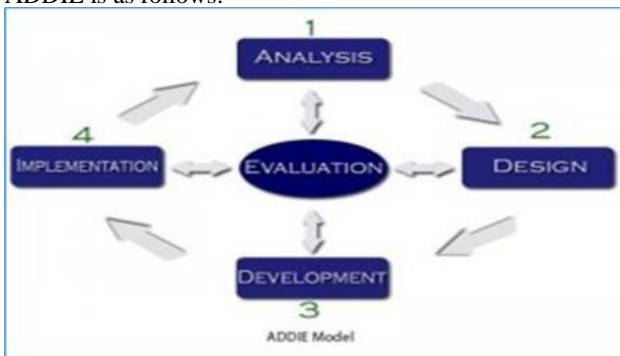 ADDIE is as follows:
1
ANALYSIS
4
2
IMPLEMENTATION
EVALUATION
DESIGN
DEVELOPMENT
3
ADDIE Model